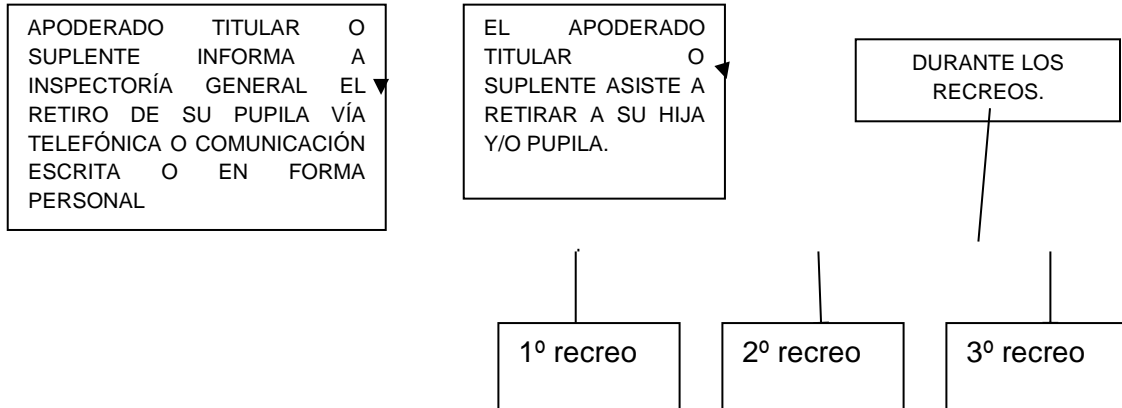 APODERADO TITULAR O
SUPLENTE INFORMA A
INSPECTORÍA GENERAL EL
RETIRO DE SU PUPILA VÍA
TELEFÓNICA O COMUNICACIÓN
ESCRITA O EN FORMA
PERSONAL
EL APODERADO
TITULAR O
SUPLENTE ASISTE A
RETIRAR A SU HIJA
Y/O PUPILA.
DURANTE LOS
RECREOS.
1º recreo
2º recreo
3º recreo